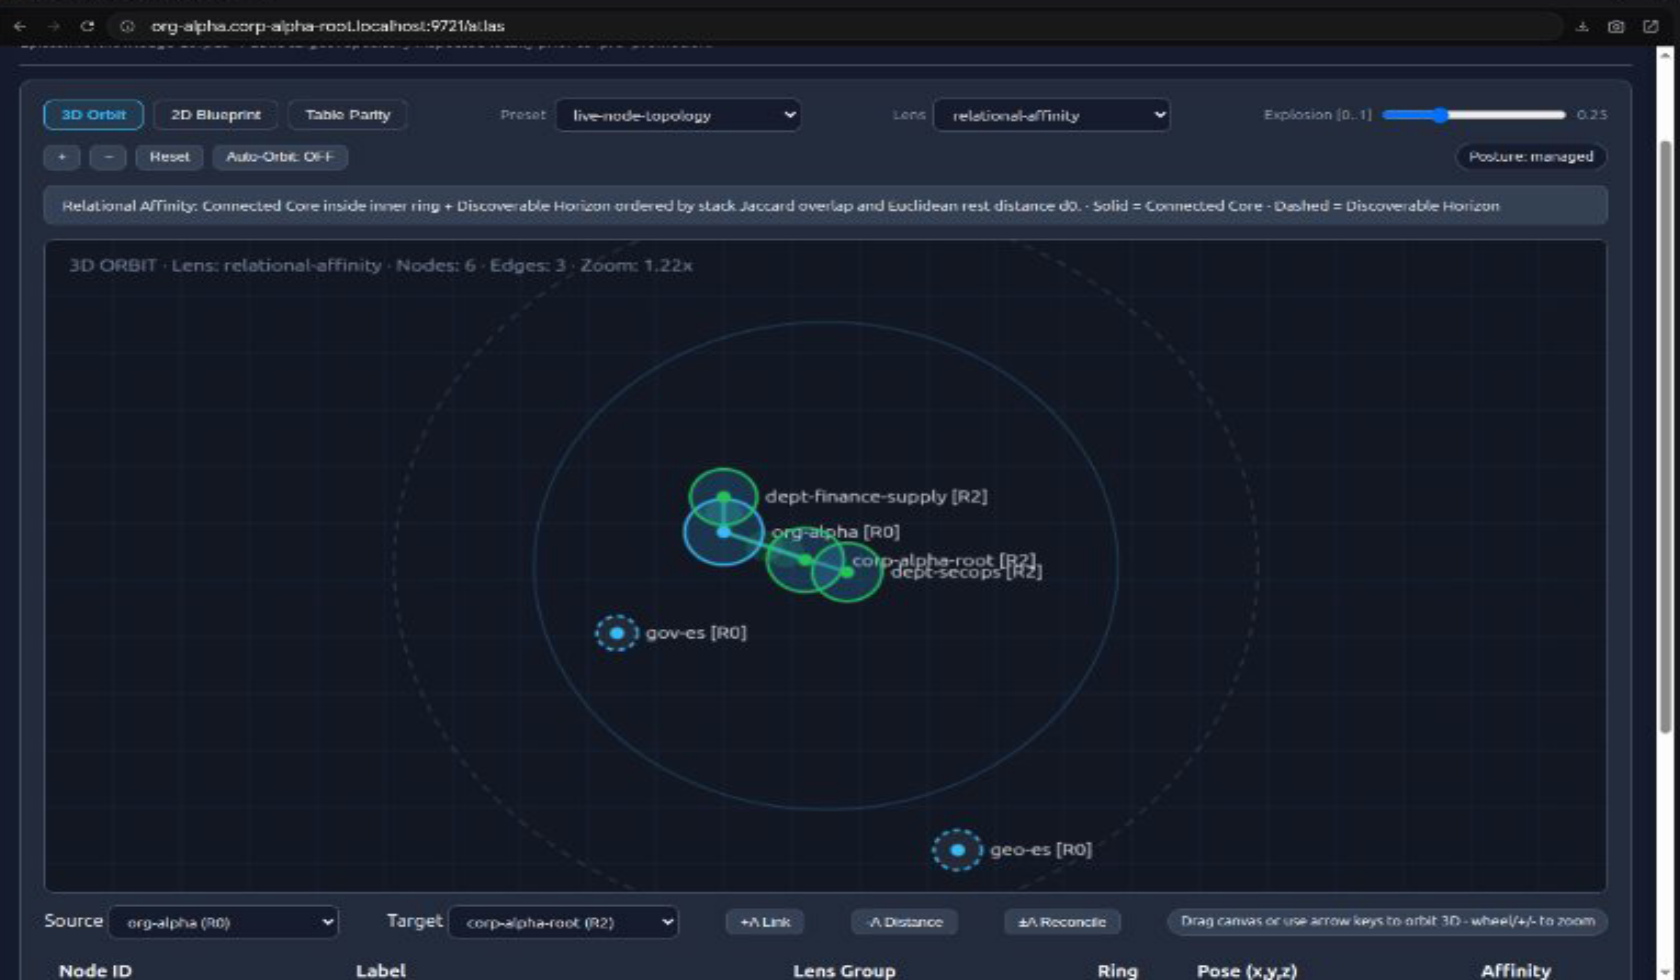 org-alpha.corp-alpha-root.localhost:9721/atlas
3D Orbit 2D Blueprint Table Parity Preset live-node-topology Lens relational-affinity Explosion [0..1] 0.25
+ − Reset Auto-Orbit: OFF Posture: managed
Relational Affinity: Connected Core inside inner ring + Discoverable Horizon ordered by stack Jaccard overlap and Euclidean rest distance d0. · Solid = Connected Core · Dashed = Discoverable Horizon
3D ORBIT · Lens: relational-affinity · Nodes: 6 · Edges: 3 · Zoom: 1.22x
dept-finance-supply [R2]
org-alpha [R0]
corp-alpha-root [R2]
dept-secops [R2]
gov-es [R0]
geo-es [R0]
Source org-alpha (R0) Target corp-alpha-root (R2) +Λ Link -Λ Distance ±Λ Reconcile Drag canvas or use arrow keys to orbit 3D · wheel/+/- to zoom
Node ID Label Lens Group Ring Pose (x,y,z) Affinity